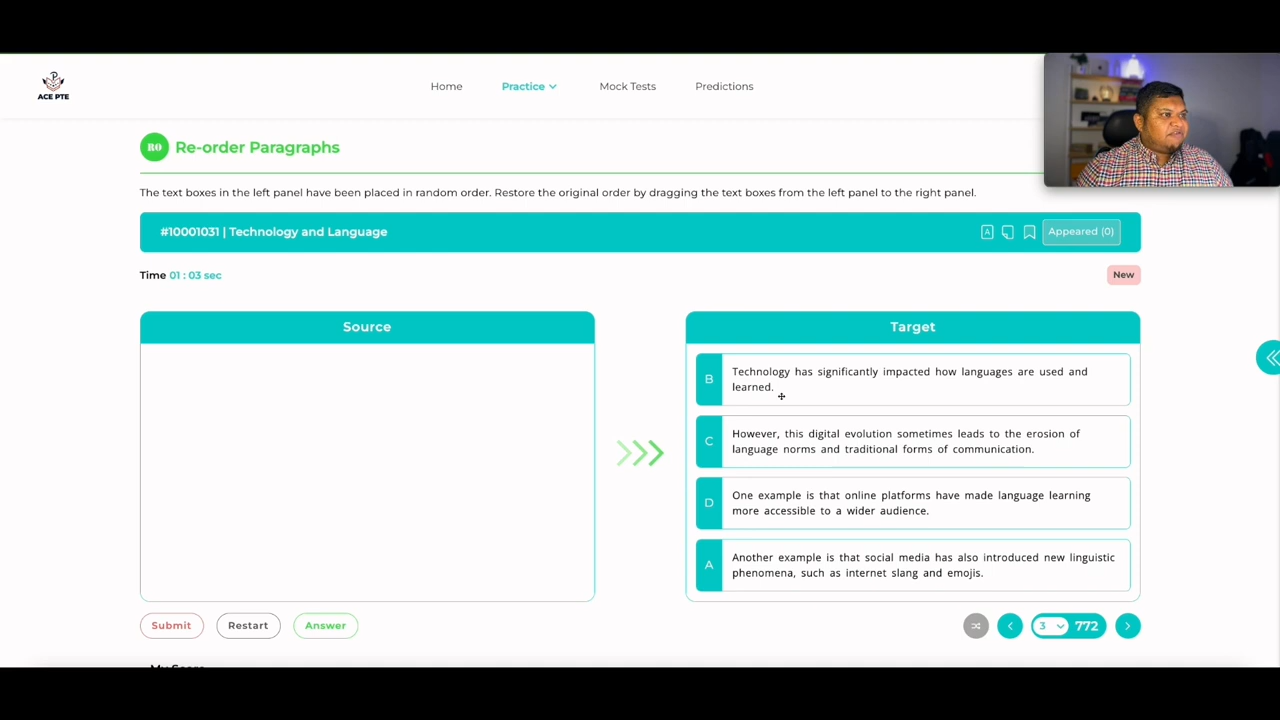 ACE PTE
Home
Practice
Mock Tests
Predictions
RO
Re-order Paragraphs
The text boxes in the left panel have been placed in random order. Restore the original order by dragging the text boxes from the left panel to the right panel.
#10001031 | Technology and Language
A
Appeared (0)
Time 01 : 03 sec
New
Source
Target
B
Technology has significantly impacted how languages are used and
learned.
C
However, this digital evolution sometimes leads to the erosion of
language norms and traditional forms of communication.
D
One example is that online platforms have made language learning
more accessible to a wider audience.
A
Another example is that social media has also introduced new linguistic
phenomena, such as internet slang and emojis.
Submit
Restart
Answer
3
772
My Score